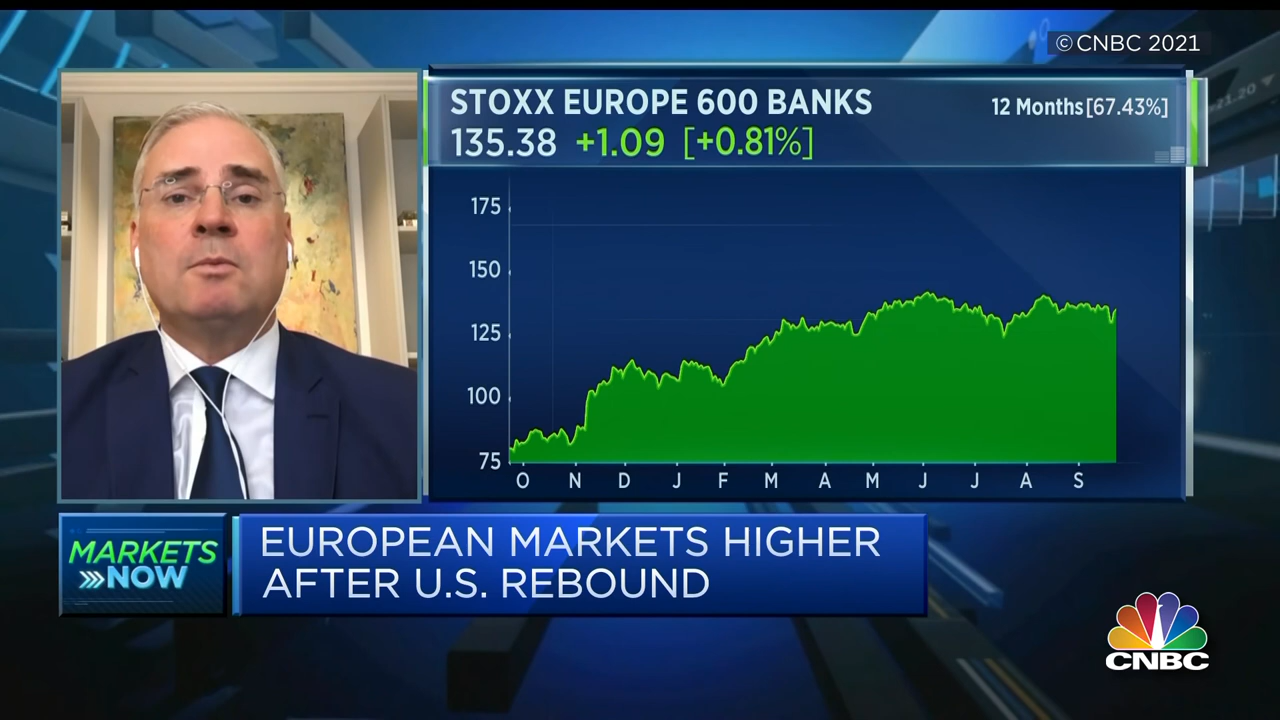 © CNBC 2021
STOXX EUROPE 600 BANKS
12 Months[67.43%]
135.38 +1.09 [+0.81%]
175
150
125
100
75
O N D J F M A M J J A S
MARKETS
NOW
EUROPEAN MARKETS HIGHER
AFTER U.S. REBOUND
CNBC